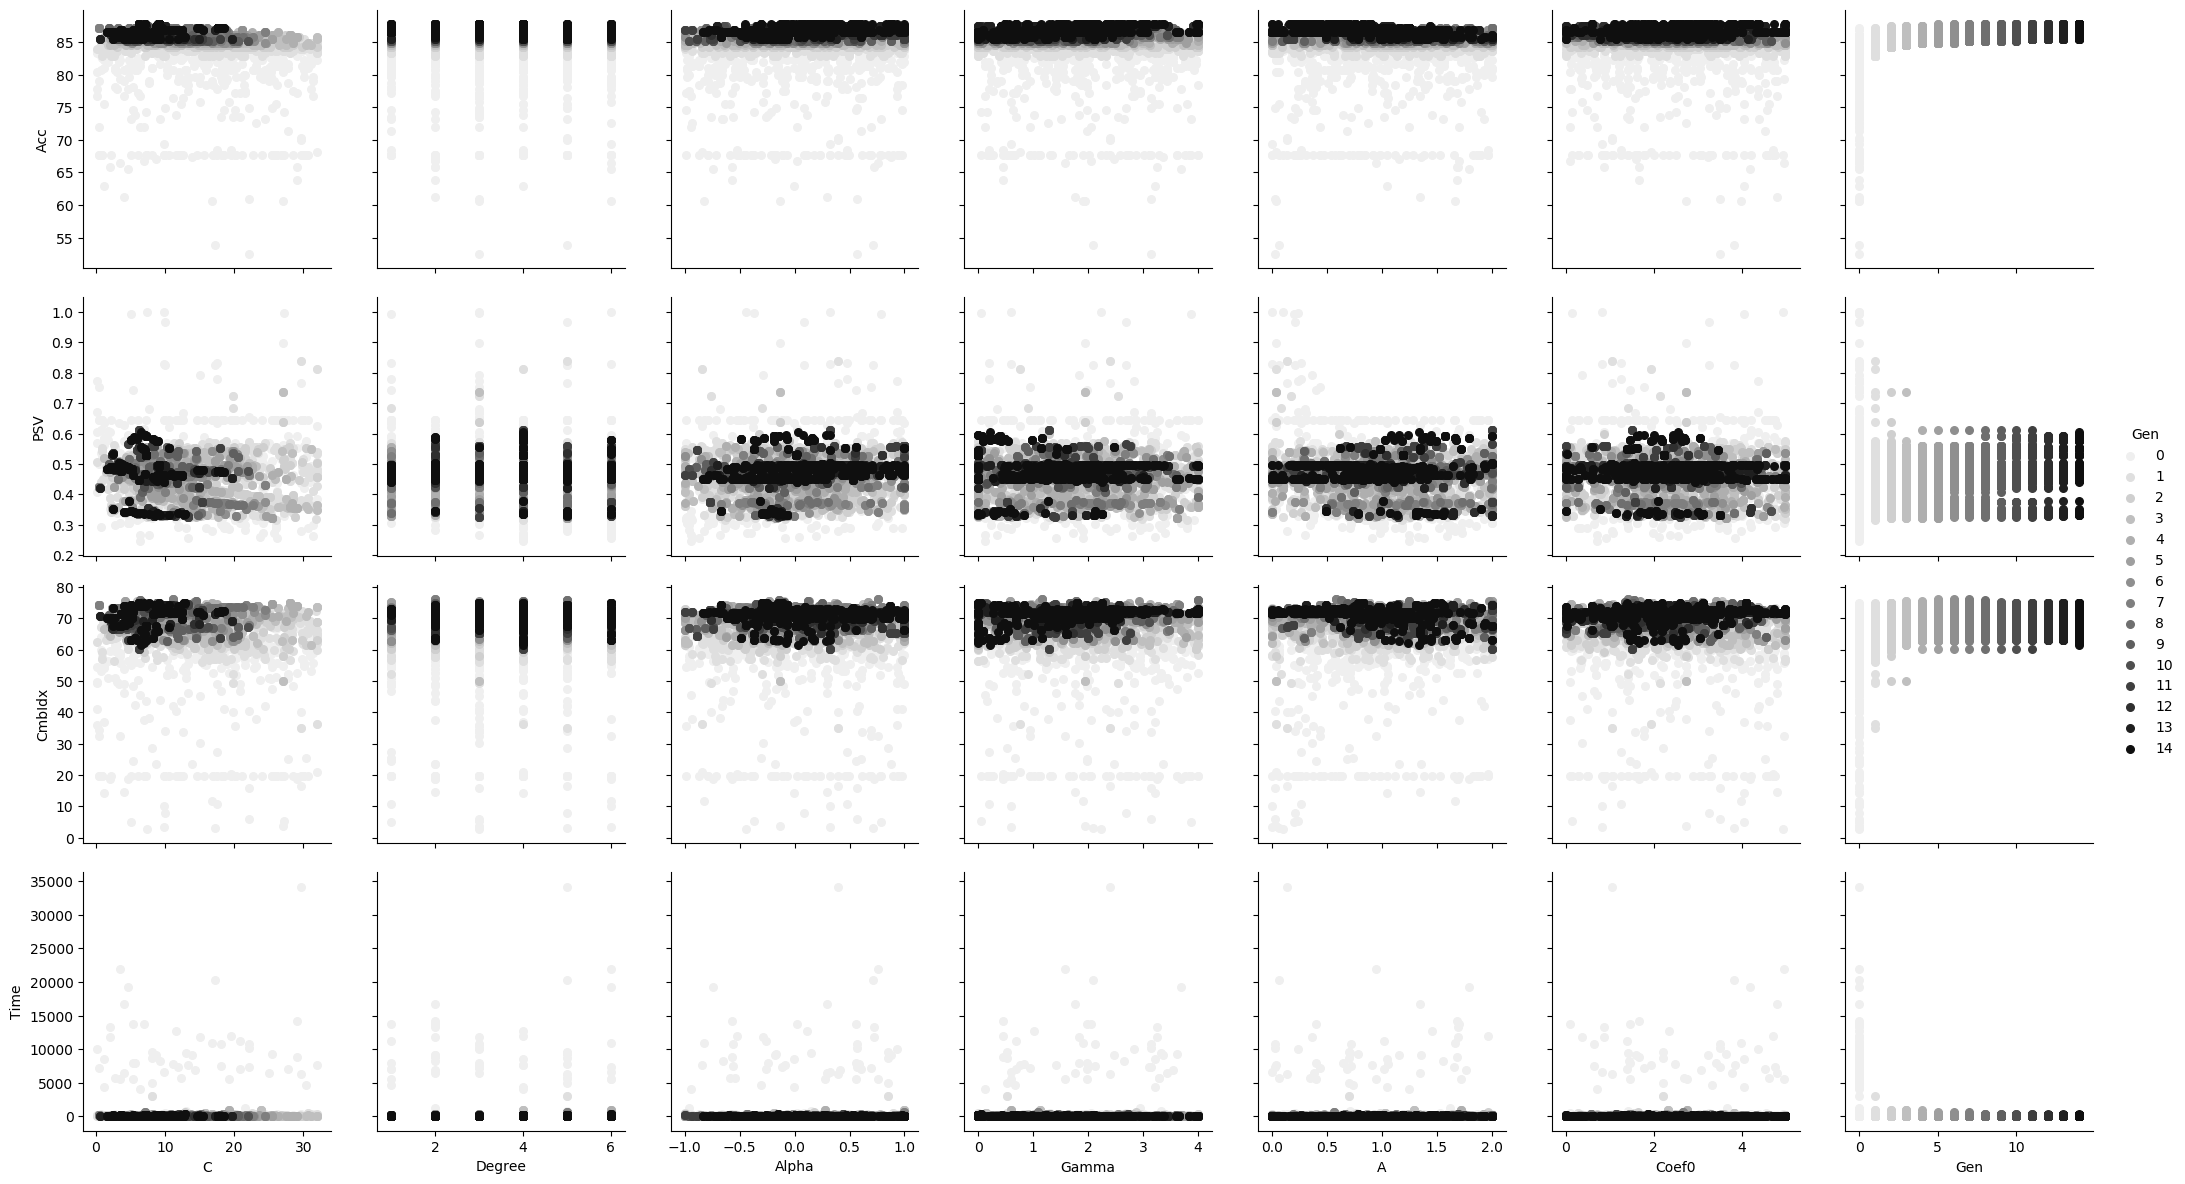 Acc
85
80
75
70
65
60
55
PSV
1.0
0.9
0.8
0.7
0.6
0.5
0.4
0.3
0.2
CmbIdx
80
70
60
50
40
30
20
10
0
Time
35000
30000
25000
20000
15000
10000
5000
0
0 10 20 30
C
2 4 6
Degree
−1.0 −0.5 0.0 0.5 1.0
Alpha
0 1 2 3 4
Gamma
0.0 0.5 1.0 1.5 2.0
A
0 2 4
Coef0
0 5 10
Gen
Gen
0
1
2
3
4
5
6
7
8
9
10
11
12
13
14